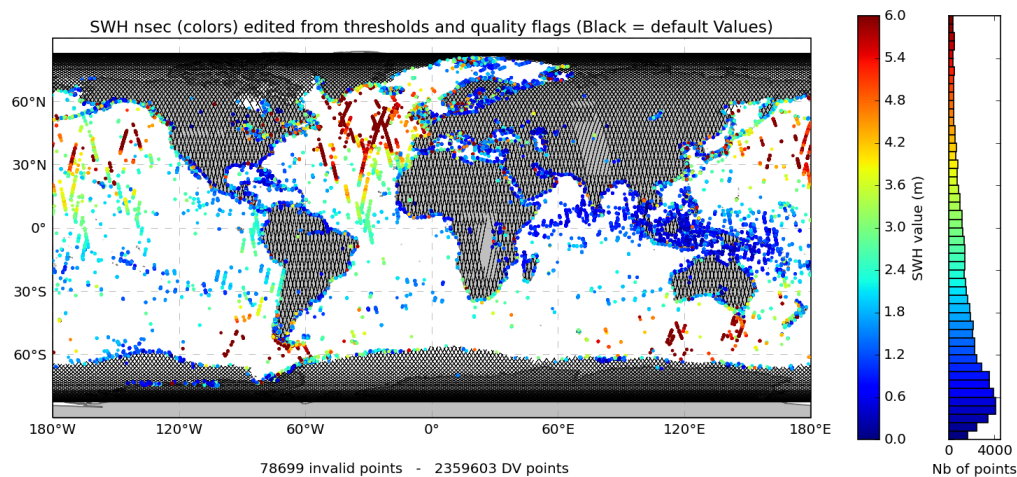 SWH nsec (colors) edited from thresholds and quality flags (Black = default Values)
60°N
30°N
0°
30°S
60°S
180°W 120°W 60°W 0° 60°E 120°E 180°E
78699 invalid points - 2359603 DV points
6.0
5.4
4.8
4.2
3.6
3.0
2.4
1.8
1.2
0.6
0.0
SWH value (m)
0 4000
Nb of points